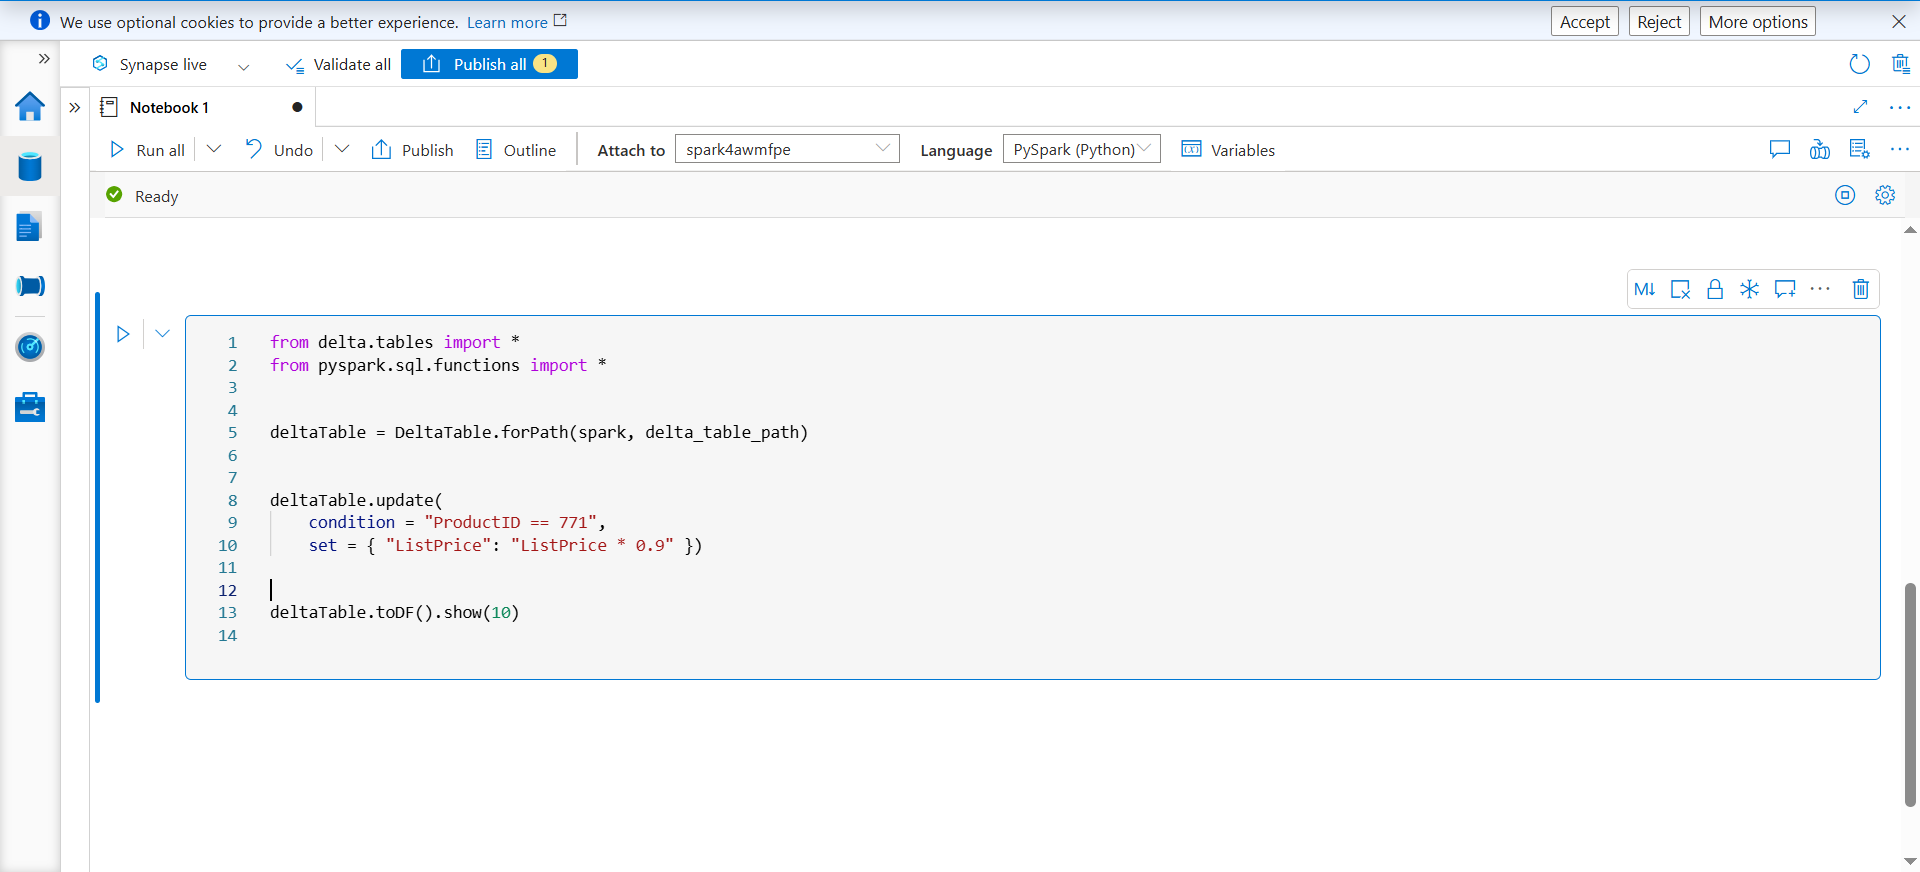 We use optional cookies to provide a better experience. Learn more
Accept
Reject
More options
Synapse live
Validate all
Publish all 1
Notebook 1
Run all
Undo
Publish
Outline
Attach to
spark4awmfpe
Language
PySpark (Python)
Variables
Ready
M↓
1 from delta.tables import *
2 from pyspark.sql.functions import *
3
4
5 deltaTable = DeltaTable.forPath(spark, delta_table_path)
6
7
8 deltaTable.update(
9 condition = "ProductID == 771",
10 set = { "ListPrice": "ListPrice * 0.9" })
11
12
13 deltaTable.toDF().show(10)
14